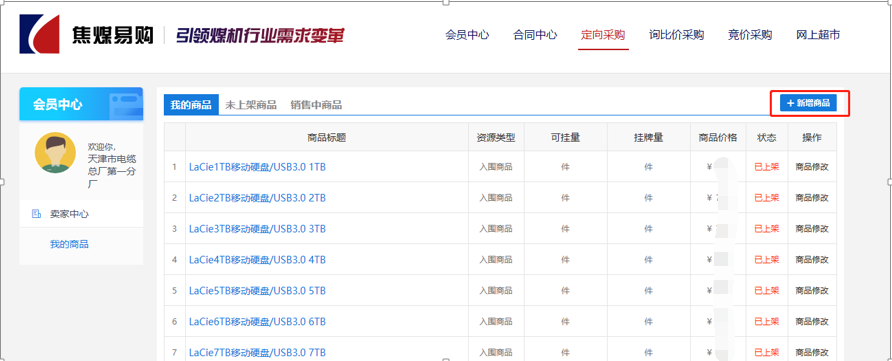 焦煤易购 引领煤机行业需求变革
会员中心 合同中心 定向采购 询比价采购 竞价采购 网上超市
会员中心
欢迎你，
天津市电缆
总厂第一分
厂
卖家中心
我的商品
我的商品 未上架商品 销售中商品 + 新增商品
商品标题 资源类型 可挂量 挂牌量 商品价格 状态 操作
1 LaCie1TB移动硬盘/USB3.0 1TB 入围商品 件 件 ¥ 已上架 商品修改
2 LaCie2TB移动硬盘/USB3.0 2TB 入围商品 件 件 ¥ 已上架 商品修改
3 LaCie3TB移动硬盘/USB3.0 3TB 入围商品 件 件 ¥ 已上架 商品修改
4 LaCie4TB移动硬盘/USB3.0 4TB 入围商品 件 件 ¥ 已上架 商品修改
5 LaCie5TB移动硬盘/USB3.0 5TB 入围商品 件 件 ¥ 已上架 商品修改
6 LaCie6TB移动硬盘/USB3.0 6TB 入围商品 件 件 ¥ 已上架 商品修改
7 LaCie7TB移动硬盘/USB3.0 7TB 入围商品 件 件 ¥ 已上架 商品修改